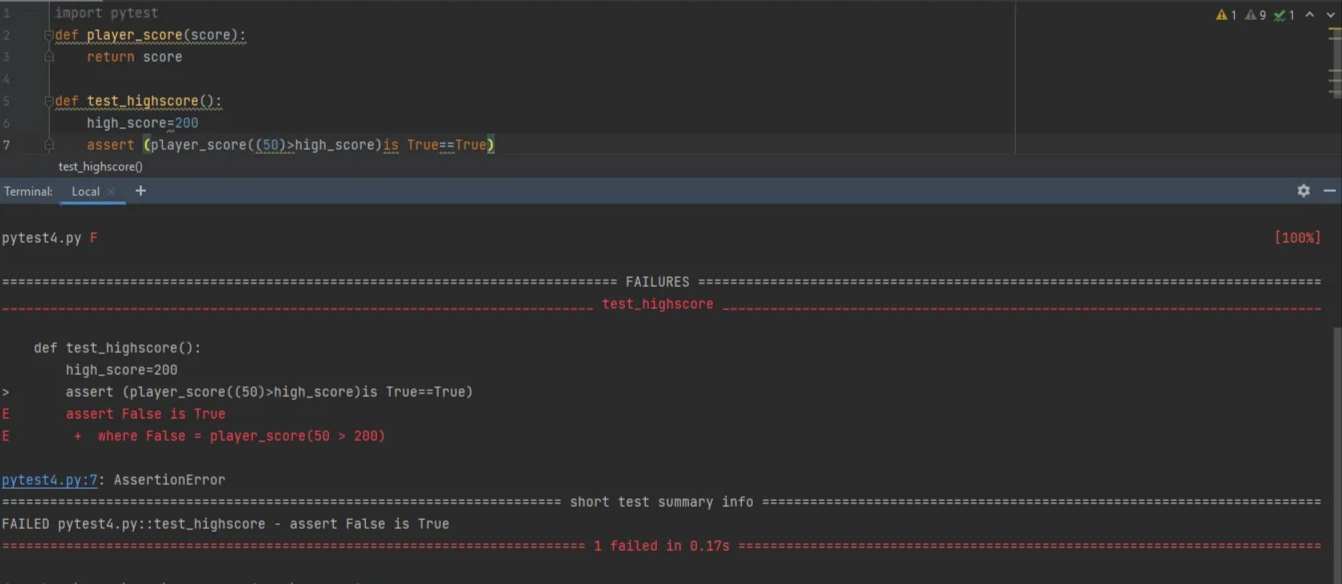 1 import pytest
2 def player_score(score):
3 return score
4
5 def test_highscore():
6 high_score=200
7 assert (player_score((50)>high_score)is True==True)
1 9 1
test_highscore()
Terminal: Local × +
pytest4.py F [100%]
================================ FAILURES ================================
________________________________ test_highscore ________________________________
def test_highscore():
high_score=200
> assert (player_score((50)>high_score)is True==True)
E assert False is True
E + where False = player_score(50 > 200)
pytest4.py:7: AssertionError
================================ short test summary info ================================
FAILED pytest4.py::test_highscore - assert False is True
================================ 1 failed in 0.17s ================================